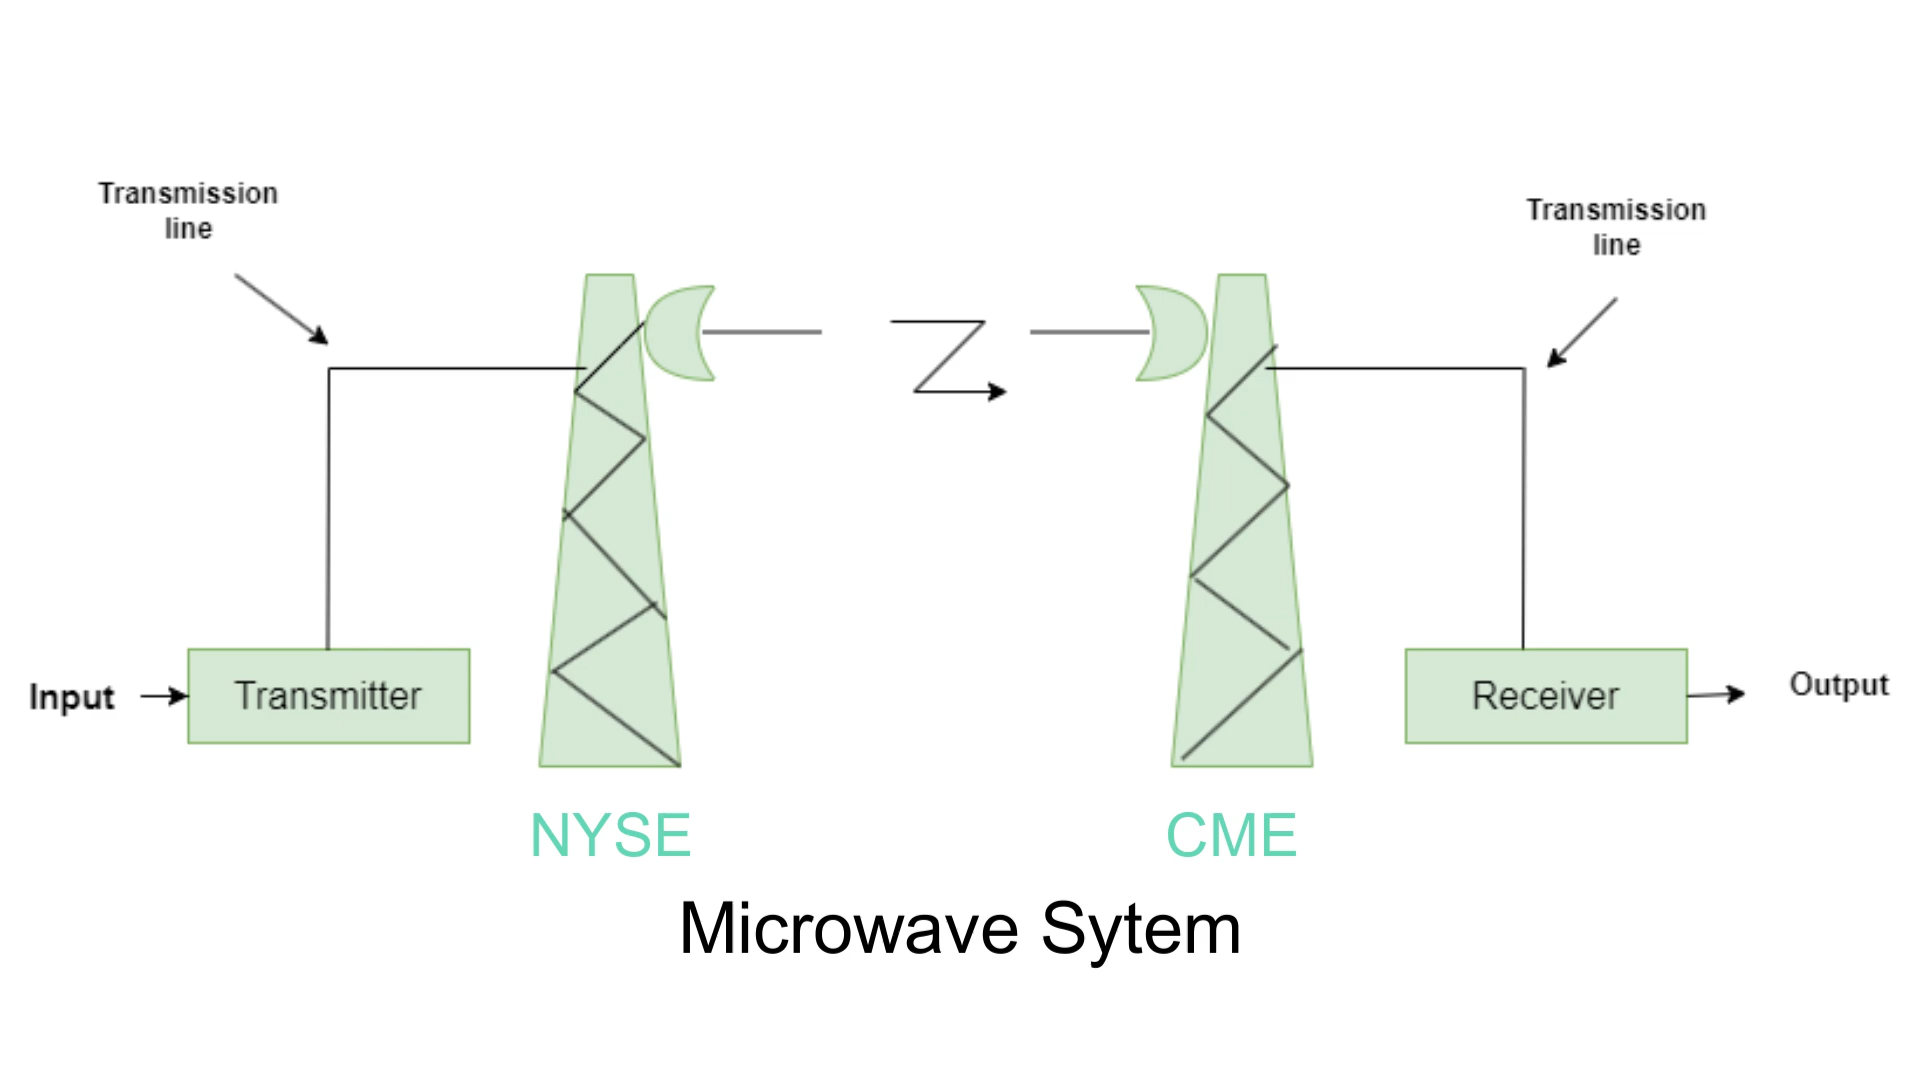 Transmission
line
Transmission
line
Input
Transmitter
Receiver
Output
NYSE
CME
Microwave Sytem